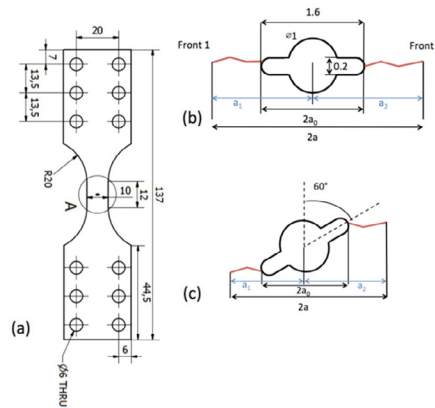 20
7
13,5
13,5
R20
A
10
12
137
44,5
6
Ø6 THRU
(a)
1.6
⌀1
Front 1
Front
0.2
(b)
a1
a2
2a0
2a
60°
(c)
a1
a2
2a0
2a